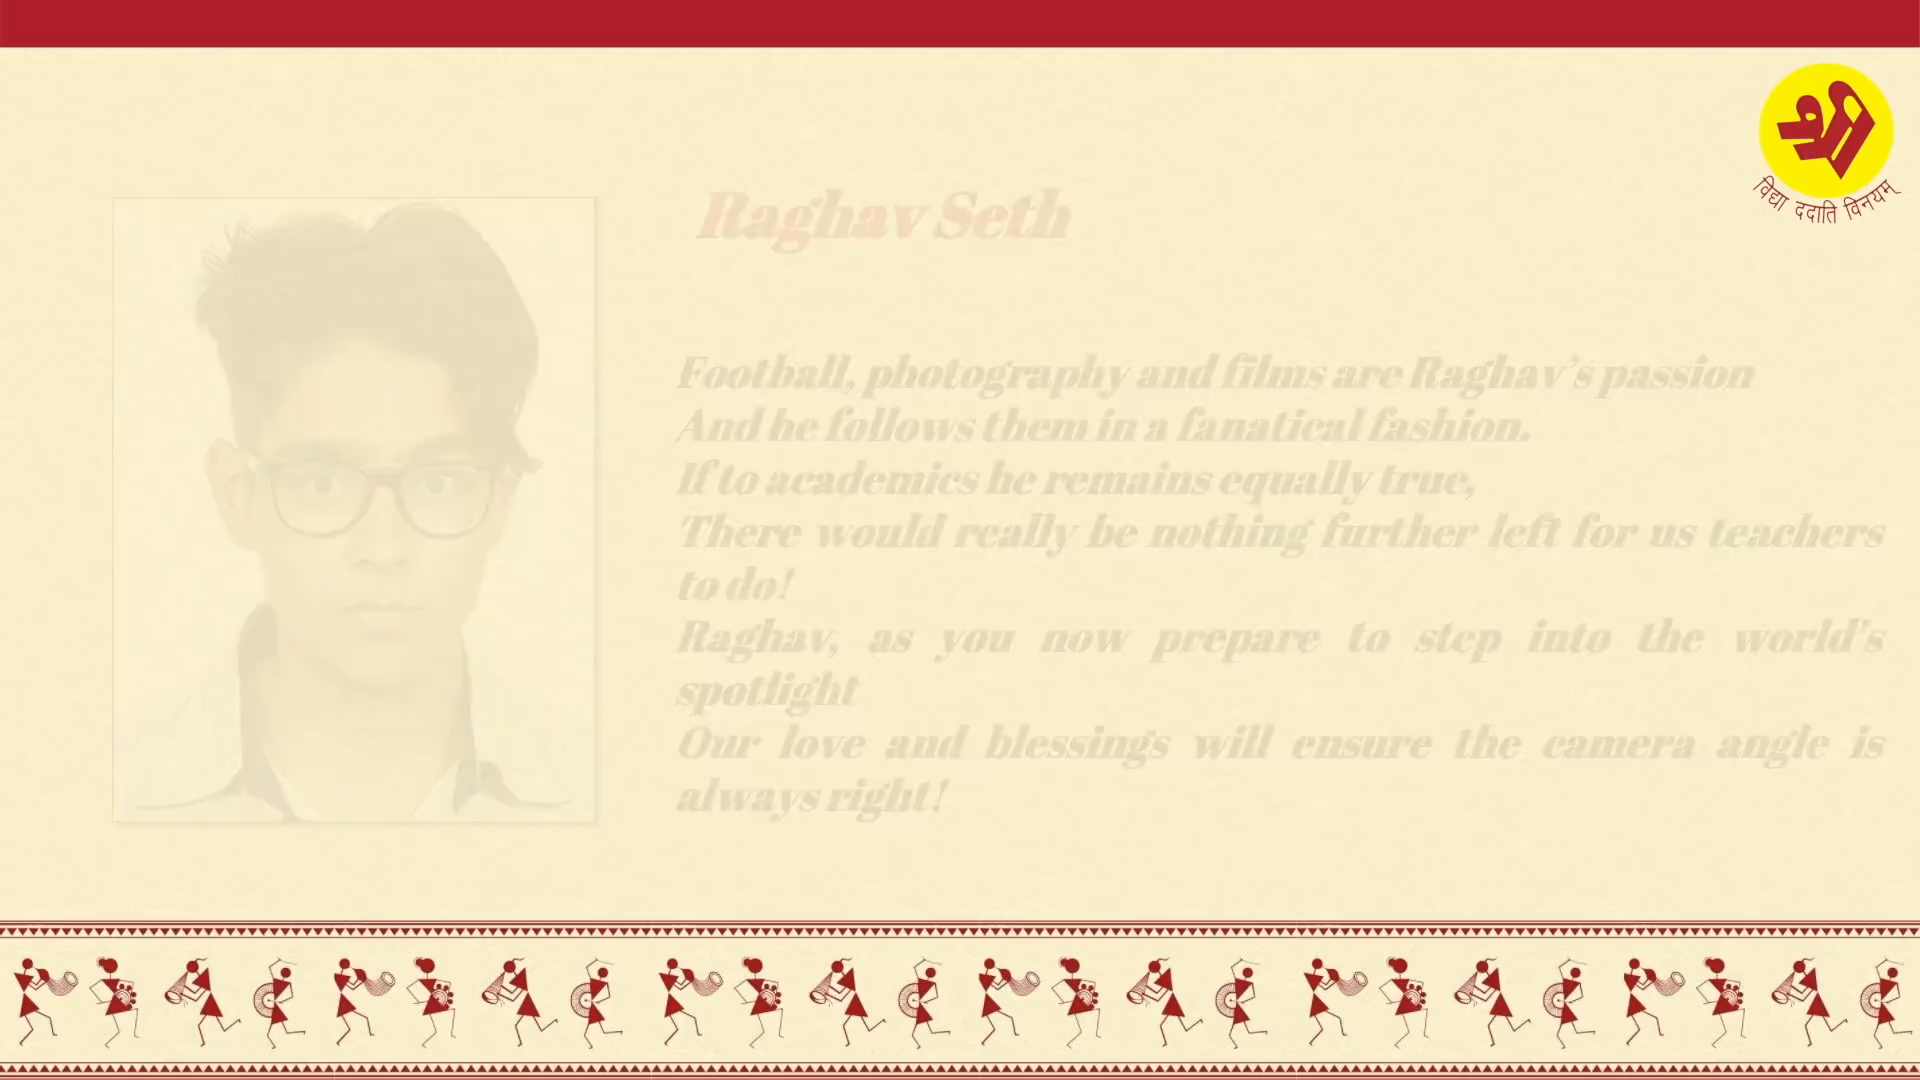 श्री
विद्या ददाति विनयम्
Raghav Seth
Football, photography and films are Raghav’s passion
And he follows them in a fanatical fashion.
If to academics he remains equally true,
There would really be nothing further left for us teachers
to do!
Raghav, as you now prepare to step into the world's
spotlight
Our love and blessings will ensure the camera angle is
always right!